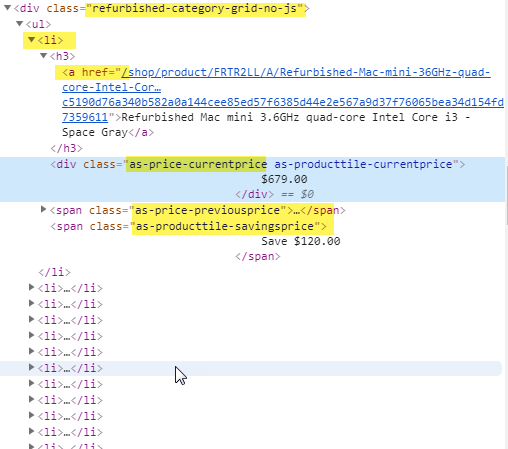 ▼<div class="refurbished-category-grid-no-js">
▼<ul>
▼<li>
▼<h3>
<a href="/shop/product/FRTR2LL/A/Refurbished-Mac-mini-36GHz-quad-
core-Intel-Cor…
c5190d76a340b582a0a144cee85ed57f6385d44e2e567a9d37f76065bea34d154fd
7359611">Refurbished Mac mini 3.6GHz quad-core Intel Core i3 -
Space Gray</a>
</h3>
<div class="as-price-currentprice as-producttile-currentprice">
$679.00
</div> == $0
▶<span class="as-price-previousprice">…</span>
<span class="as-producttile-savingsprice">
Save $120.00
</span>
</li>
▶<li>…</li>
▶<li>…</li>
▶<li>…</li>
▶<li>…</li>
▶<li>…</li>
▶<li>…</li>
▶<li>…</li>
▶<li>…</li>
▶<li>…</li>
▶<li>…</li>
▶<li>…</li>